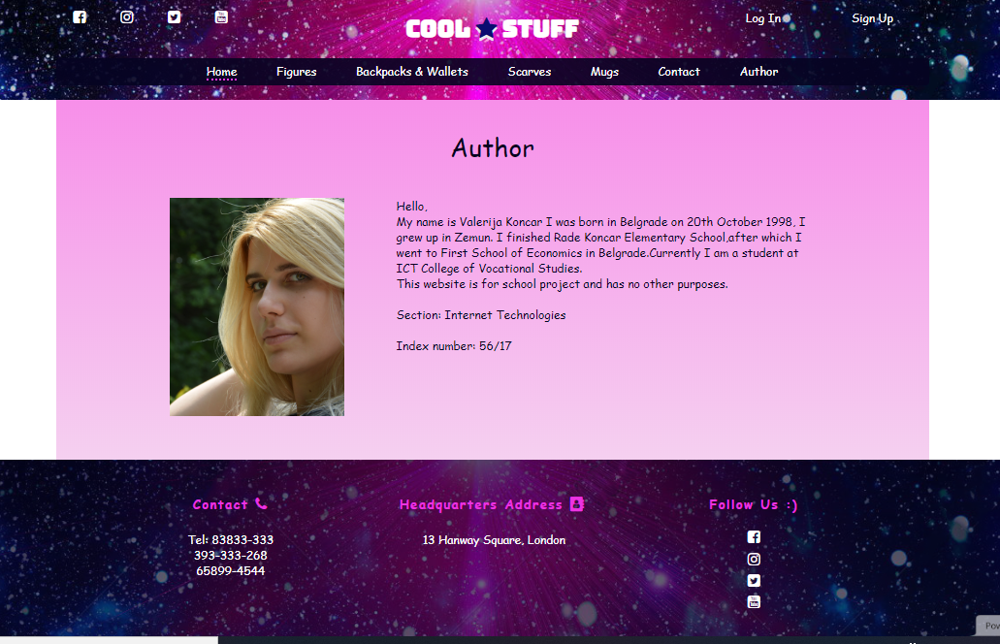 COOL STUFF
Log In
Sign Up
Home Figures Backpacks & Wallets Scarves Mugs Contact Author
Author
Hello,
My name is Valerija Koncar I was born in Belgrade on 20th October 1998, I
grew up in Zemun. I finished Rade Koncar Elementary School,after which I
went to First School of Economics in Belgrade.Currently I am a student at
ICT College of Vocational Studies.
This website is for school project and has no other purposes.
Section: Internet Technologies
Index number: 56/17
Contact
Tel: 83833-333
393-333-268
65899-4544
Headquarters Address
13 Hanway Square, London
Follow Us :)